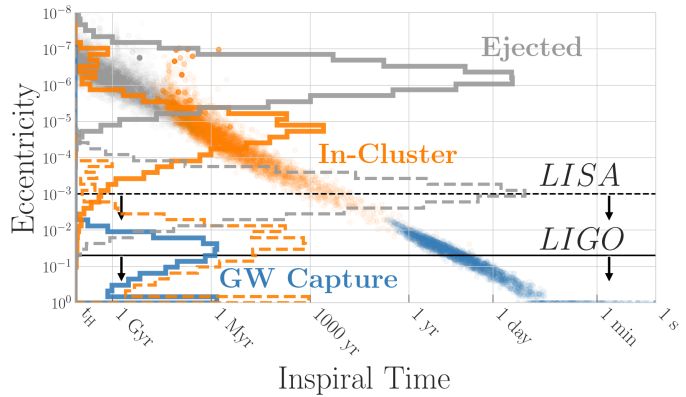 10⁻⁸
10⁻⁷
10⁻⁶
10⁻⁵
10⁻⁴
10⁻³
10⁻²
10⁻¹
10⁰
Eccentricity
Ejected
In-Cluster
LISA
LIGO
GW Capture
t_H
1 Gyr
1 Myr
1000 yr
1 yr
1 day
1 min
1 s
Inspiral Time